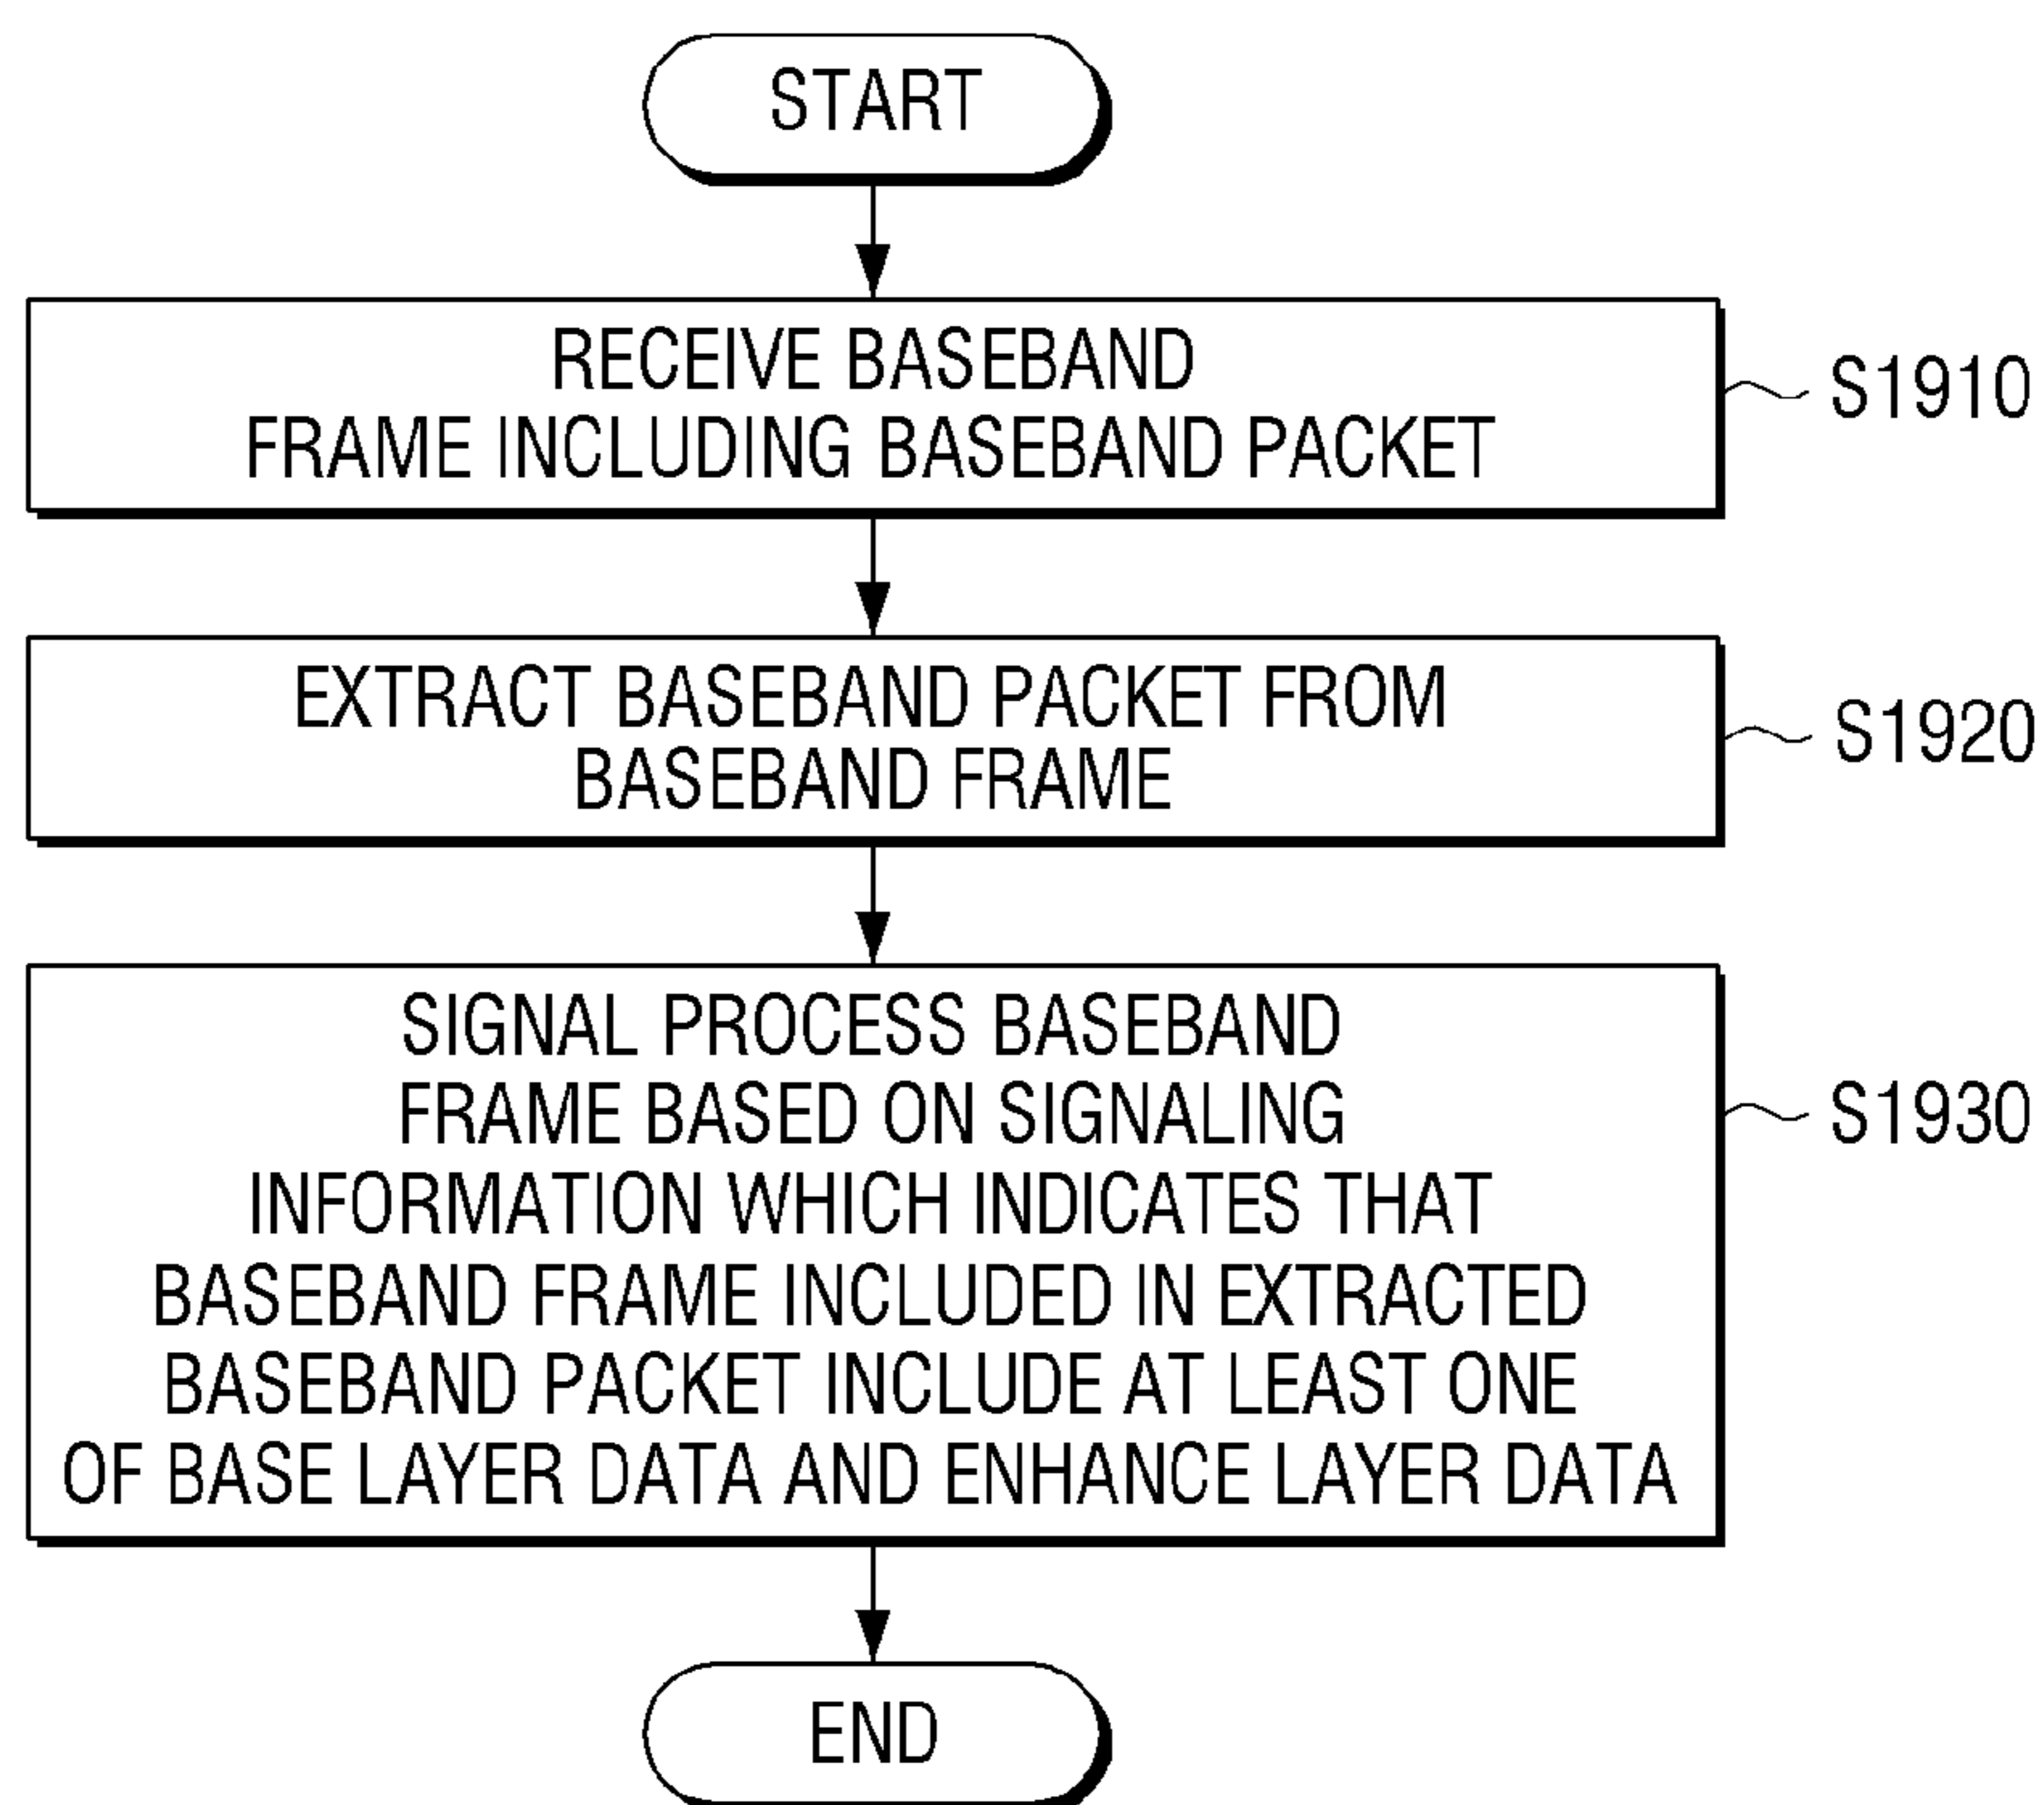 START
RECEIVE BASEBAND
FRAME INCLUDING BASEBAND PACKET
S1910
EXTRACT BASEBAND PACKET FROM
BASEBAND FRAME
S1920
SIGNAL PROCESS BASEBAND
FRAME BASED ON SIGNALING
INFORMATION WHICH INDICATES THAT
BASEBAND FRAME INCLUDED IN EXTRACTED
BASEBAND PACKET INCLUDE AT LEAST ONE
OF BASE LAYER DATA AND ENHANCE LAYER DATA
S1930
END